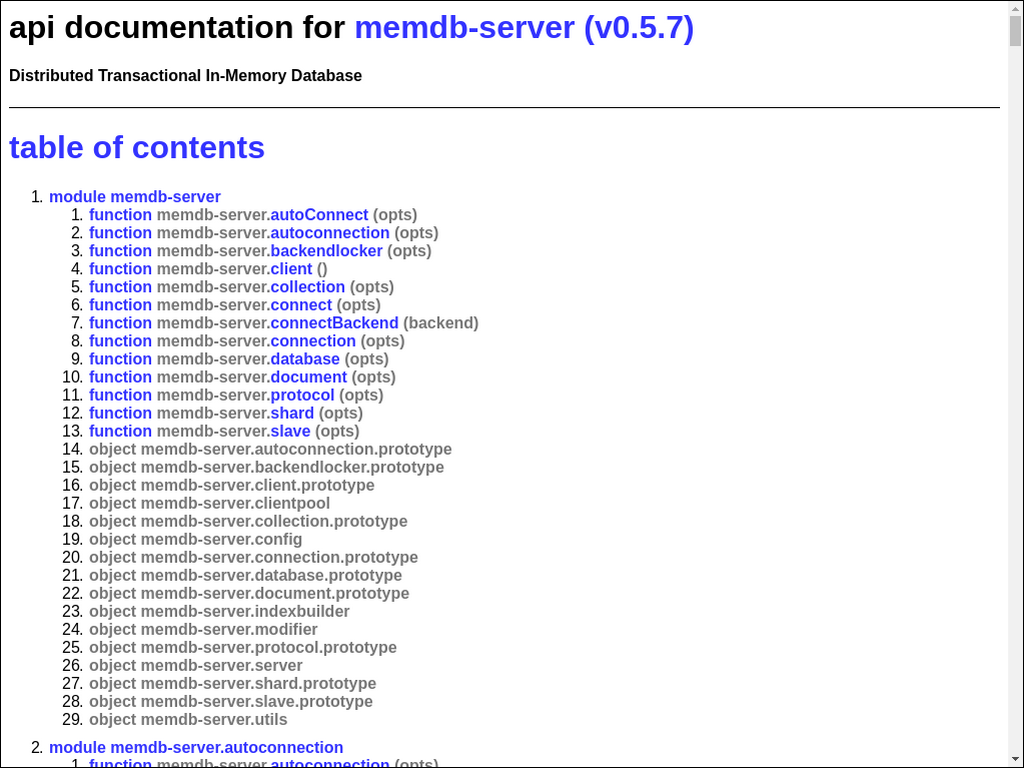 api documentation for memdb-server (v0.5.7)
Distributed Transactional In-Memory Database
table of contents
1. module memdb-server
1. function memdb-server.autoConnect (opts)
2. function memdb-server.autoconnection (opts)
3. function memdb-server.backendlocker (opts)
4. function memdb-server.client ()
5. function memdb-server.collection (opts)
6. function memdb-server.connect (opts)
7. function memdb-server.connectBackend (backend)
8. function memdb-server.connection (opts)
9. function memdb-server.database (opts)
10. function memdb-server.document (opts)
11. function memdb-server.protocol (opts)
12. function memdb-server.shard (opts)
13. function memdb-server.slave (opts)
14. object memdb-server.autoconnection.prototype
15. object memdb-server.backendlocker.prototype
16. object memdb-server.client.prototype
17. object memdb-server.clientpool
18. object memdb-server.collection.prototype
19. object memdb-server.config
20. object memdb-server.connection.prototype
21. object memdb-server.database.prototype
22. object memdb-server.document.prototype
23. object memdb-server.indexbuilder
24. object memdb-server.modifier
25. object memdb-server.protocol.prototype
26. object memdb-server.server
27. object memdb-server.shard.prototype
28. object memdb-server.slave.prototype
29. object memdb-server.utils
2. module memdb-server.autoconnection
1. function memdb-server.autoconnection (opts)